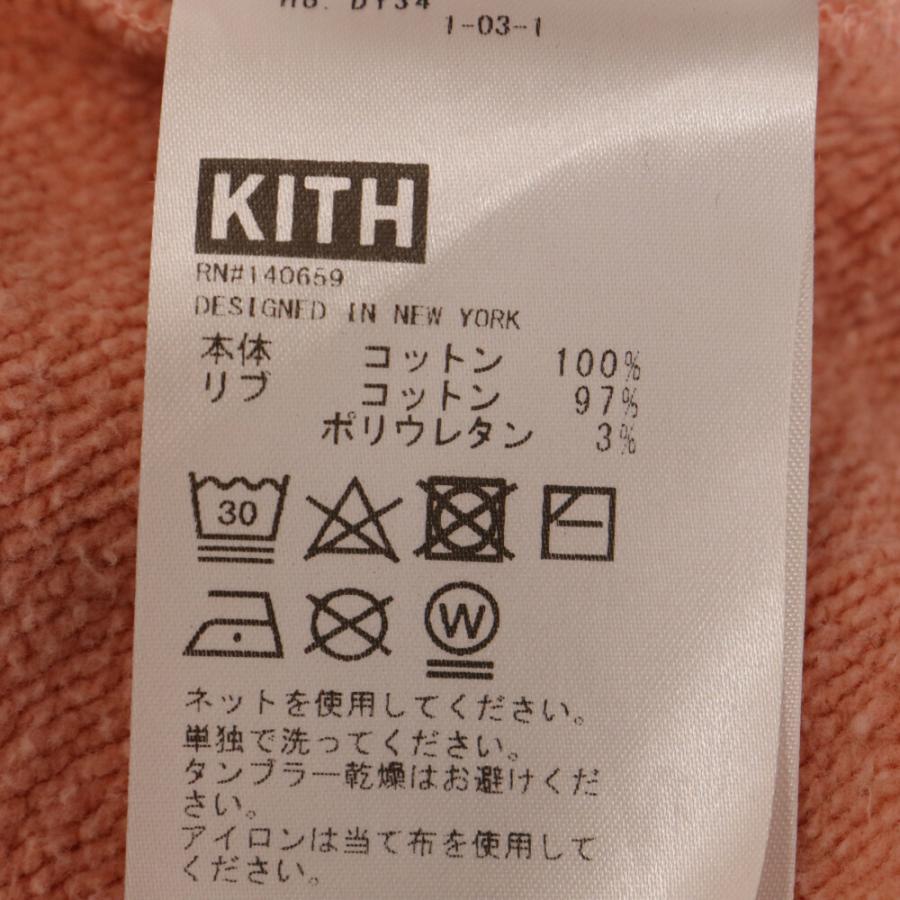 No. DY34
1-03-1
KITH
RN#140659
DESIGNED IN NEW YORK
本体 コットン 100%
リブ コットン 97%
ポリウレタン 3%
30
W
ネットを使用してください。
単独で洗ってください。
タンブラー乾燥はお避けくだ
さい。
アイロンは当て布を使用して
ください。